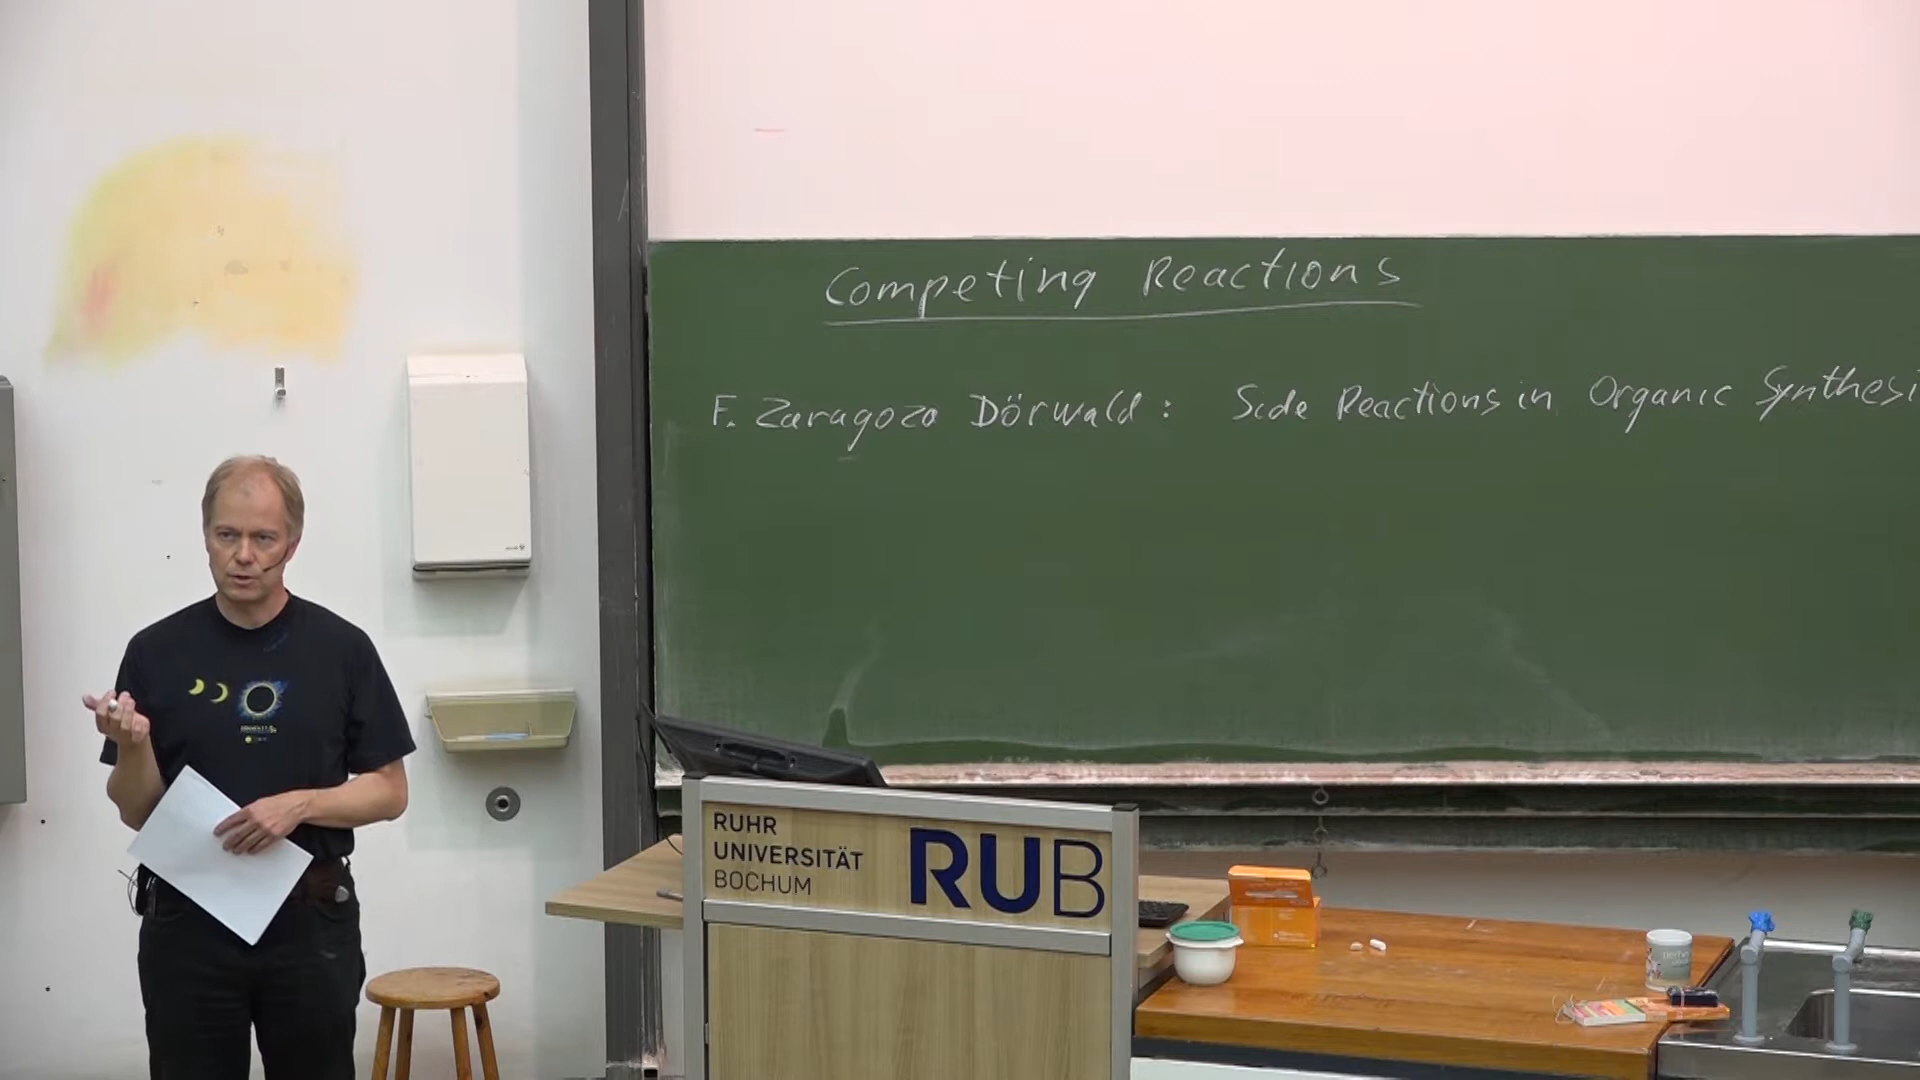 Competing Reactions
F. Zaragoza Dörwald: Side Reactions in Organic Synthesi
RUHR
UNIVERSITÄT
BOCHUM
RUB